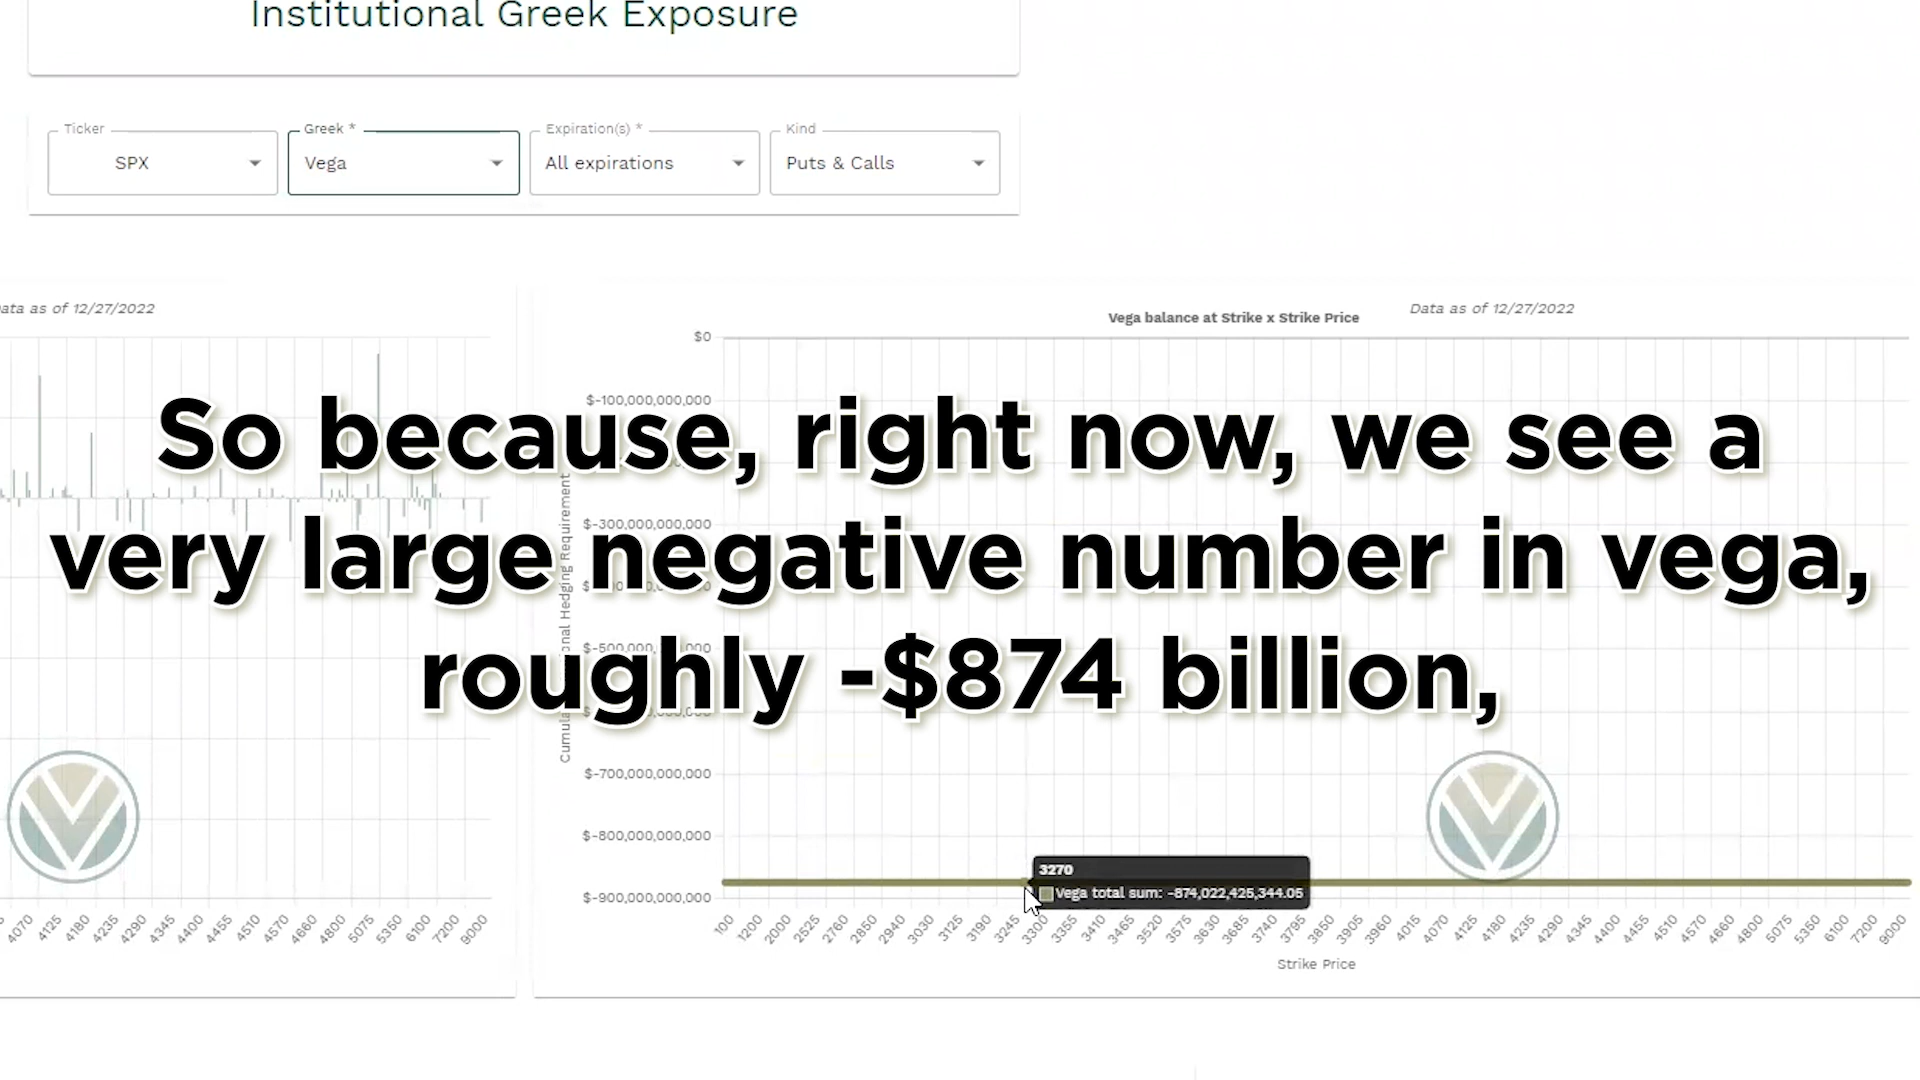 Institutional Greek Exposure
Ticker
SPX
Greek *
Vega
Expiration(s) *
All expirations
Kind
Puts & Calls
ata as of 12/27/2022
Vega balance at Strike x Strike Price
Data as of 12/27/2022
$0
$-100,000,000,000
So because, right now, we see a
$-300,000,000,000
very large negative number in vega,
roughly -$874 billion,
$-700,000,000,000
$-800,000,000,000
$-900,000,000,000
3270
Vega total sum: -874,022,425,344.05
4070 4125 4180 4235 4290 4345 4400 4455 4510 4570 4660 4800 5075 5350 6100 7200 9000
100 1200 2000 2525 2760 2850 2940 3030 3125 3190 3245 3300 3355 3410 3465 3520 3575 3630 3685 3740 3795 3850 3905 3960 4015 4070 4125 4180 4235 4290 4345 4400 4455 4510 4570 4660 4800 5075 5350 6100 7200 9000
Strike Price